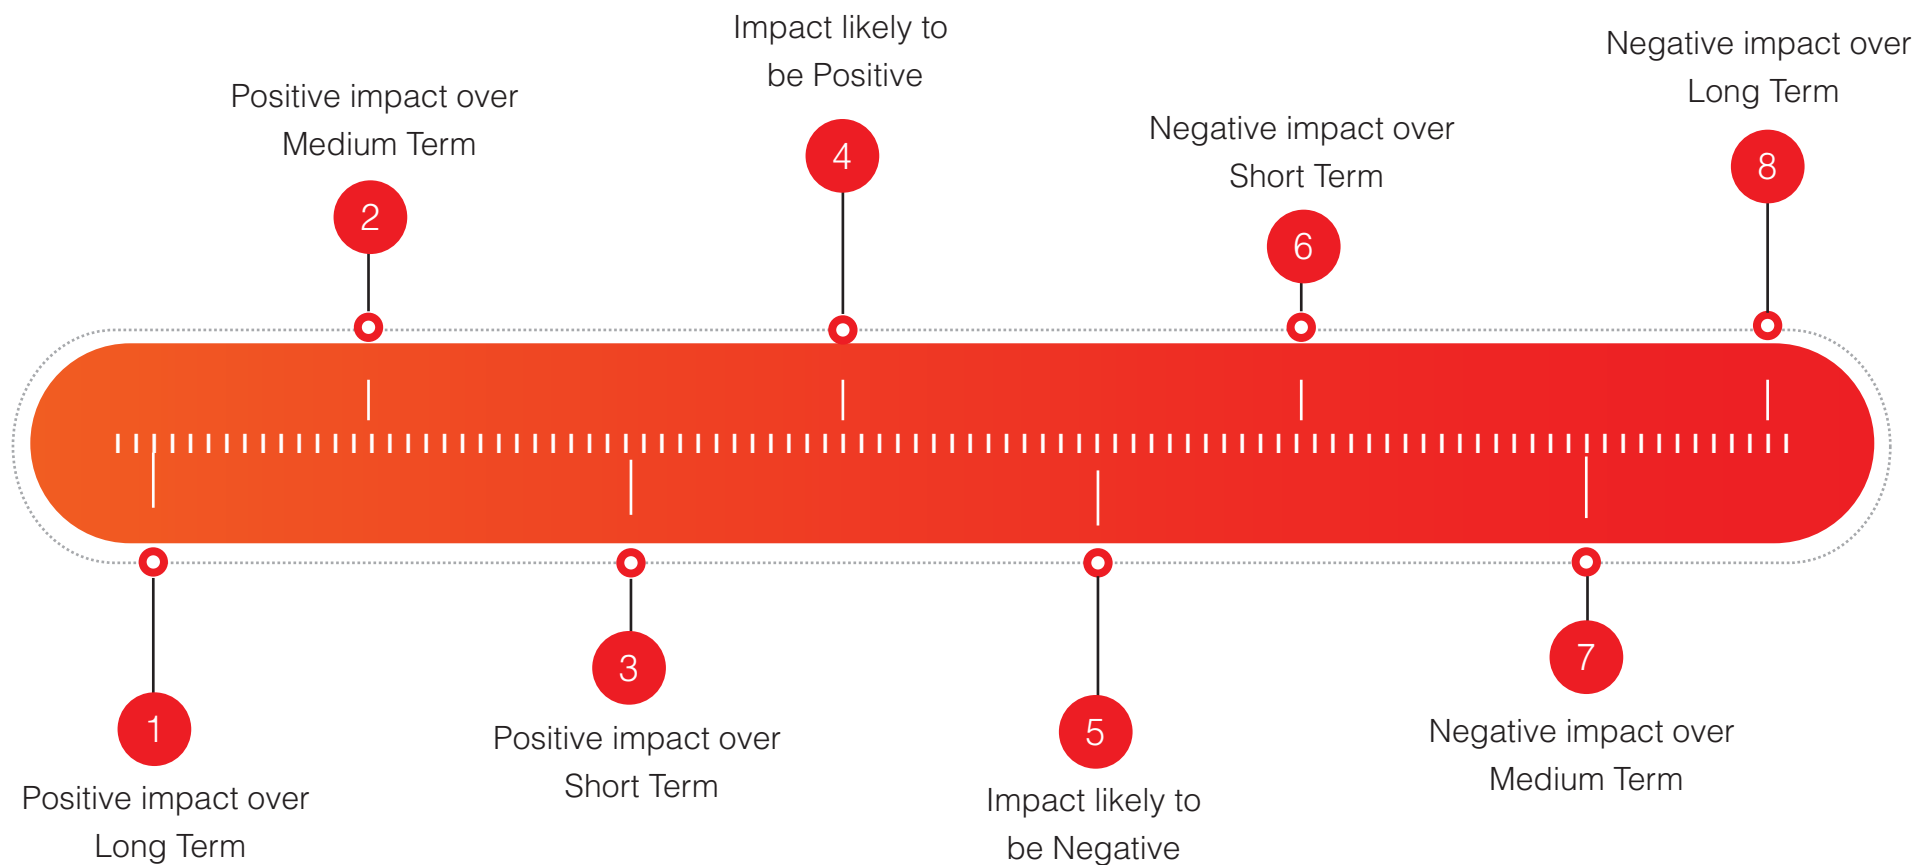 1
Positive impact over
Long Term
2
Positive impact over
Medium Term
3
Positive impact over
Short Term
4
Impact likely to
be Positive
5
Impact likely to
be Negative
6
Negative impact over
Short Term
7
Negative impact over
Medium Term
8
Negative impact over
Long Term